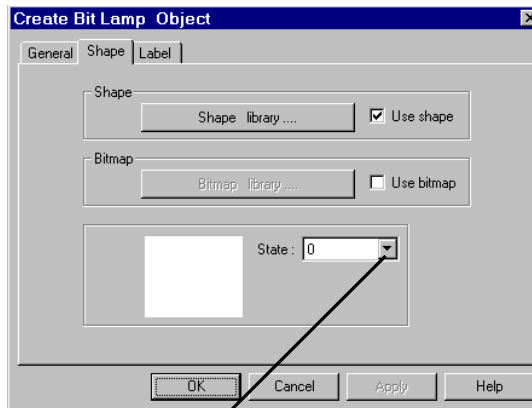 Create Bit Lamp Object
General Shape Label
Shape
Shape library .... Use shape
Bitmap
Bitmap library .... Use bitmap
State : 0
OK Cancel Apply Help